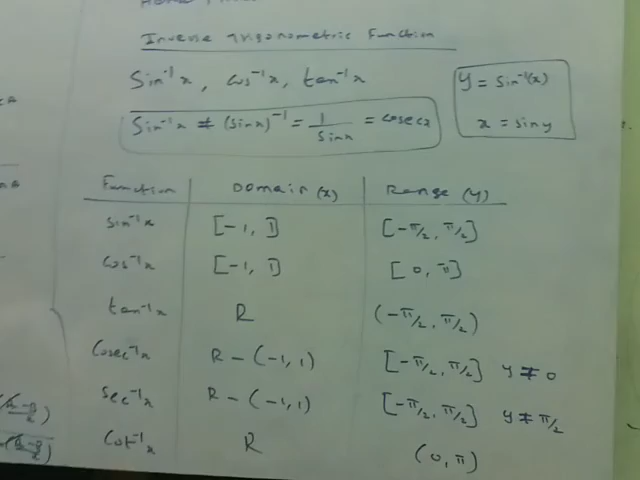 Inverse Trigonometric Function
Sin⁻¹x, cos⁻¹x, tan⁻¹x
Sin⁻¹x ≠ (sinx)⁻¹ = 1/sinx = cosecx
y = sin⁻¹(x)
x = siny
Function Domain (x) Range (y)
sin⁻¹x [-1, 1] [-π/2, π/2]
cos⁻¹x [-1, 1] [0, π]
tan⁻¹x R (-π/2, π/2)
Cosec⁻¹x R - (-1, 1) [-π/2, π/2] y ≠ 0
Sec⁻¹x R - (-1, 1) [-π/2, π/2] y ≠ π/2
Cot⁻¹x R (0, π)